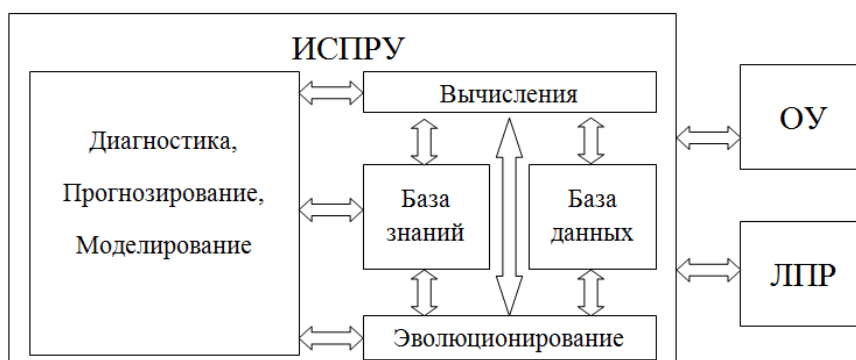 ИСПРУ
Диагностика,
Прогнозирование,
Моделирование
Вычисления
База
знаний
База
данных
Эволюционирование
ОУ
ЛПР